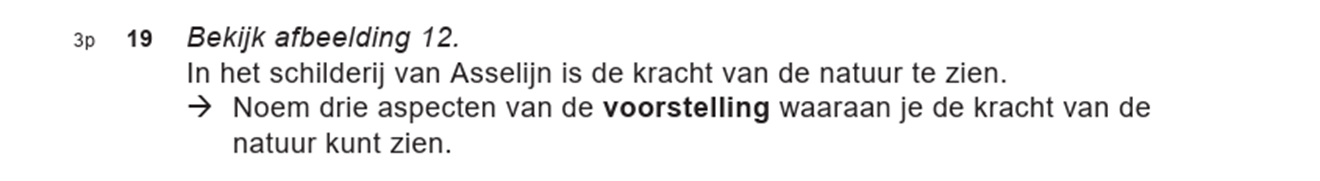 3p 19 Bekijk afbeelding 12.
In het schilderij van Asselijn is de kracht van de natuur te zien.
→ Noem drie aspecten van de voorstelling waaraan je de kracht van de
natuur kunt zien.